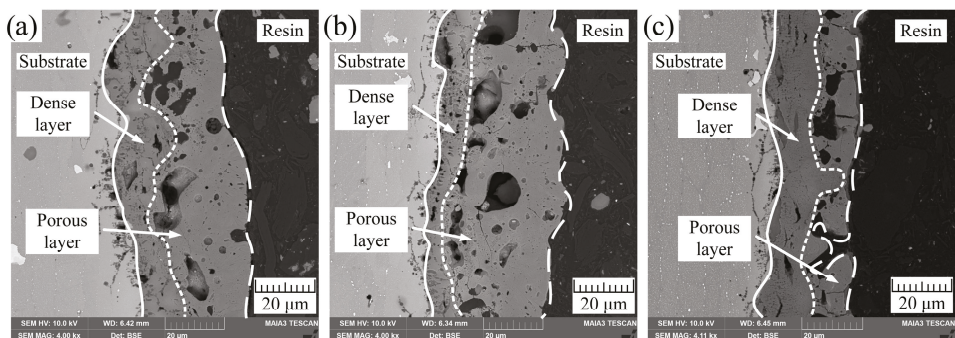 (a)
Resin
Substrate
Dense
layer
Porous
layer
20 μm
SEM HV: 10.0 kV
WD: 6.42 mm
MAIA3 TESCAN
SEM MAG: 4.00 kx
Det: BSE
20 μm
(b)
Resin
Substrate
Dense
layer
Porous
layer
20 μm
SEM HV: 10.0 kV
WD: 6.34 mm
MAIA3 TESCAN
SEM MAG: 4.00 kx
Det: BSE
20 μm
(c)
Resin
Substrate
Dense
layer
Porous
layer
20 μm
SEM HV: 10.0 kV
WD: 6.45 mm
MAIA3 TESCAN
SEM MAG: 4.11 kx
Det: BSE
20 μm